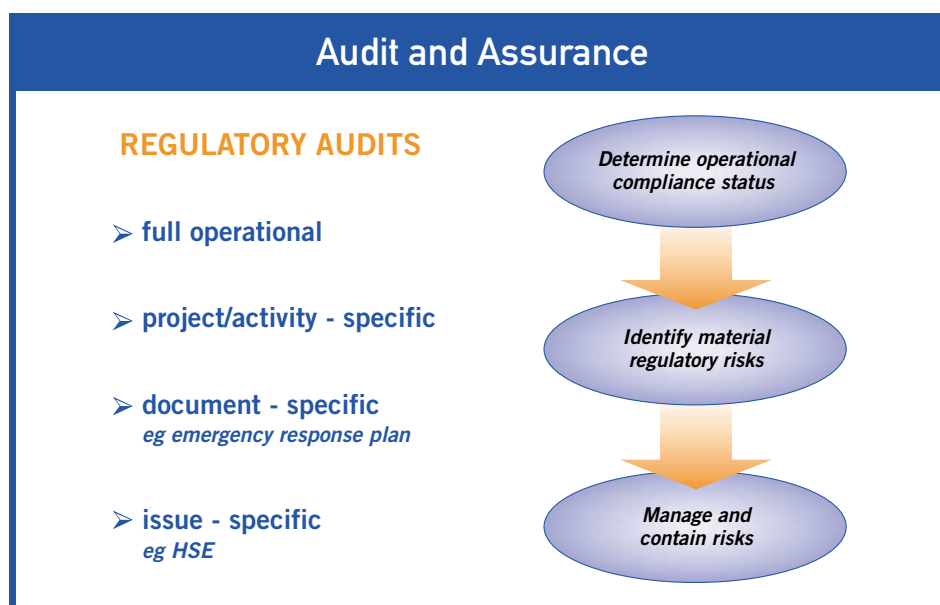 Audit and Assurance
REGULATORY AUDITS
➢ full operational
➢ project/activity - specific
➢ document - specific
eg emergency response plan
➢ issue - specific
eg HSE
Determine operational
compliance status
Identify material
regulatory risks
Manage and
contain risks